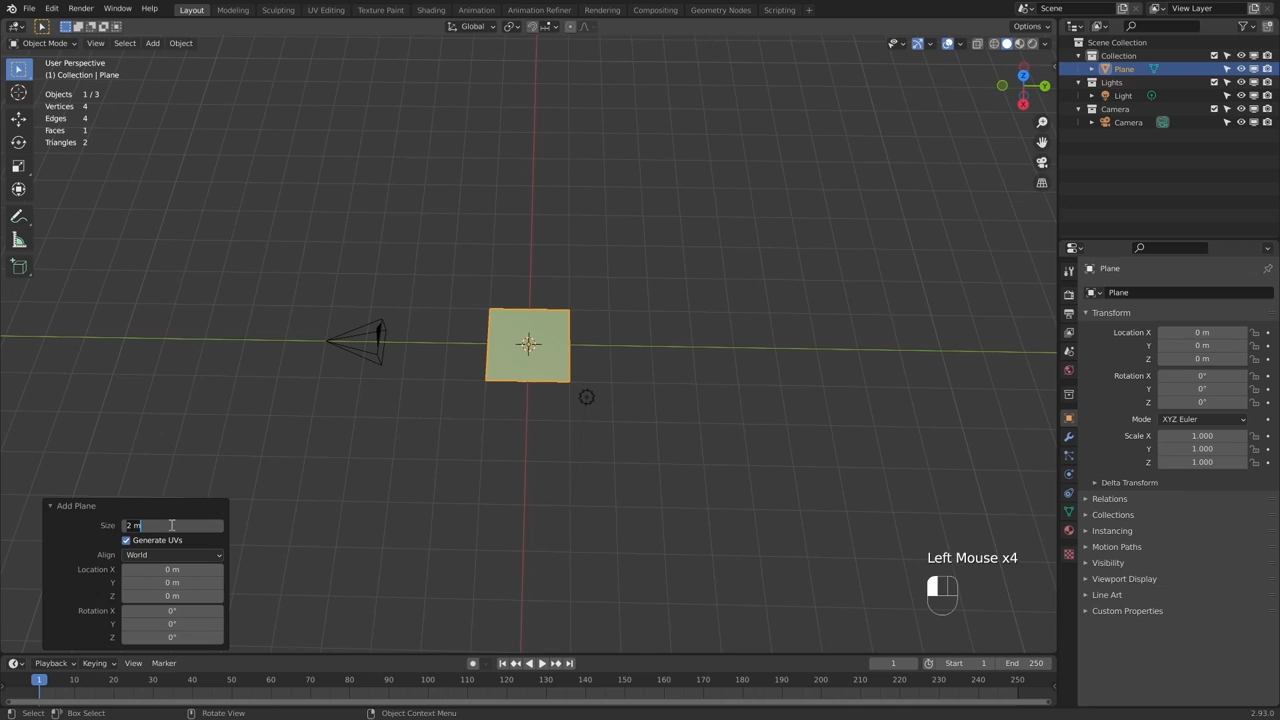 File Edit Render Window Help Layout Modeling Sculpting UV Editing Texture Paint Shading Animation Animation Refiner Rendering Compositing Geometry Nodes Scripting + Scene View Layer
Global Options
Object Mode View Select Add Object
User Perspective
(1) Collection | Plane
Objects 1 / 3
Vertices 4
Edges 4
Faces 1
Triangles 2
Z
Y
X
Scene Collection
Collection
Plane
Lights
Light
Camera
Camera
Plane
Plane
Transform
Location X 0 m
Y 0 m
Z 0 m
Rotation X 0°
Y 0°
Z 0°
Mode XYZ Euler
Scale X 1.000
Y 1.000
Z 1.000
Delta Transform
Relations
Collections
Instancing
Motion Paths
Visibility
Viewport Display
Line Art
Custom Properties
Add Plane
Size 2 m
Generate UVs
Align World
Location X 0 m
Y 0 m
Z 0 m
Rotation X 0°
Y 0°
Z 0°
Left Mouse x4
Playback Keying View Marker 1 Start 1 End 250
1 10 20 30 40 50 60 70 80 90 100 110 120 130 140 150 160 170 180 190 200 210 220 230 240 250
Select Box Select Rotate View Object Context Menu 2.93.0